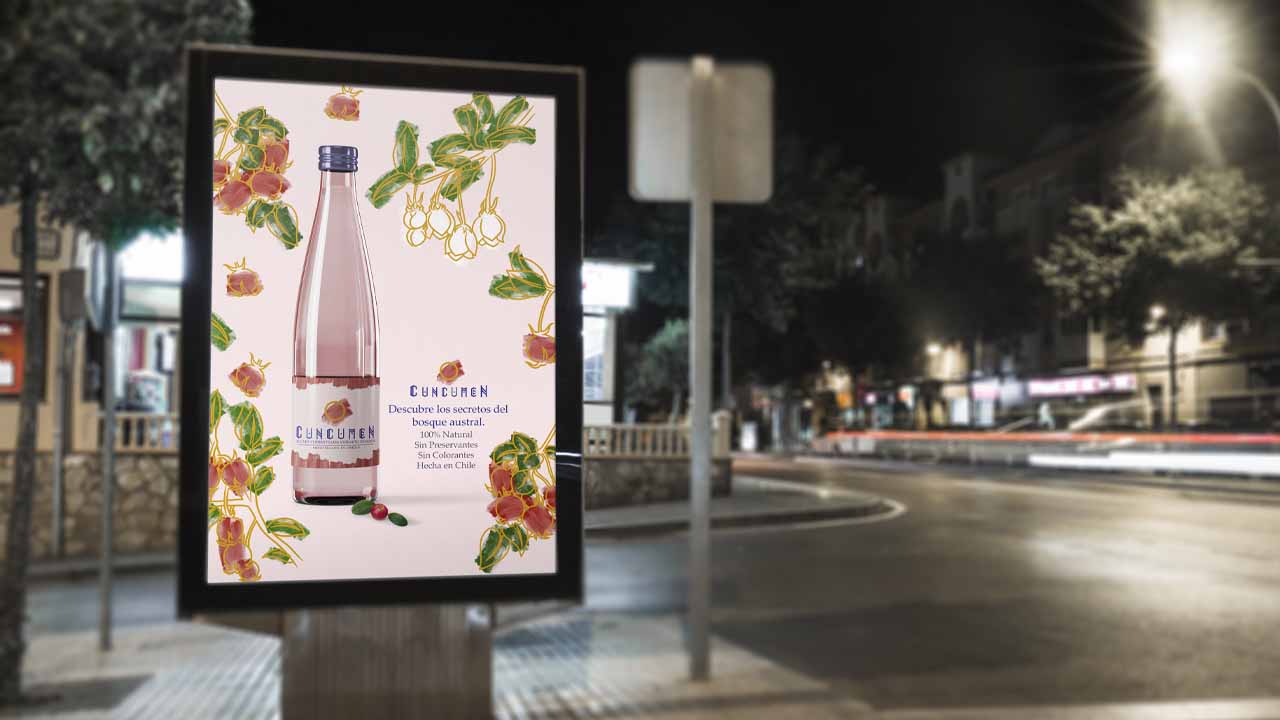 CUNCUMEN
CUNCUMEN
Descubre los secretos del
bosque austral.
100% Natural
Sin Preservantes
Sin Colorantes
Hecha en Chile